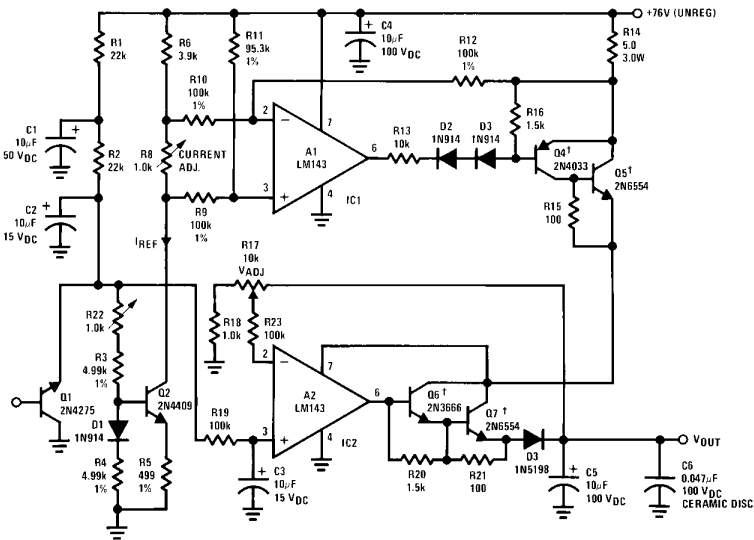 +76V (UNREG)
R1
22k
R6
3.9k
R11
95.3k
1%
C4
10µF
100 VDC
R12
100k
1%
R14
5.0
3.0W
R10
100k
1%
C1
10µF
50 VDC
+
R2
22k
R8
1.0k
CURRENT
ADJ.
2
−
7
A1
LM143
6
3
+
4
IC1
R13
10k
D2
1N914
D3
1N914
R16
1.5k
Q4†
2N4033
Q5†
2N6554
R15
100
C2
10µF
15 VDC
+
R9
100k
1%
IREF
R17
10k
VADJ
R22
1.0k
R18
1.0k
R23
100k
R3
4.99k
1%
2
−
7
A2
LM143
6
3
+
4
IC2
Q1
2N4275
Q2
2N4409
D1
1N914
R19
100k
Q6†
2N3666
Q7†
2N6554
D3
1N5198
VOUT
R4
4.99k
1%
R5
499
1%
C3
10µF
15 VDC
+
R20
1.5k
R21
100
C5
10µF
100 VDC
+
C6
0.047µF
100 VDC
CERAMIC DISC